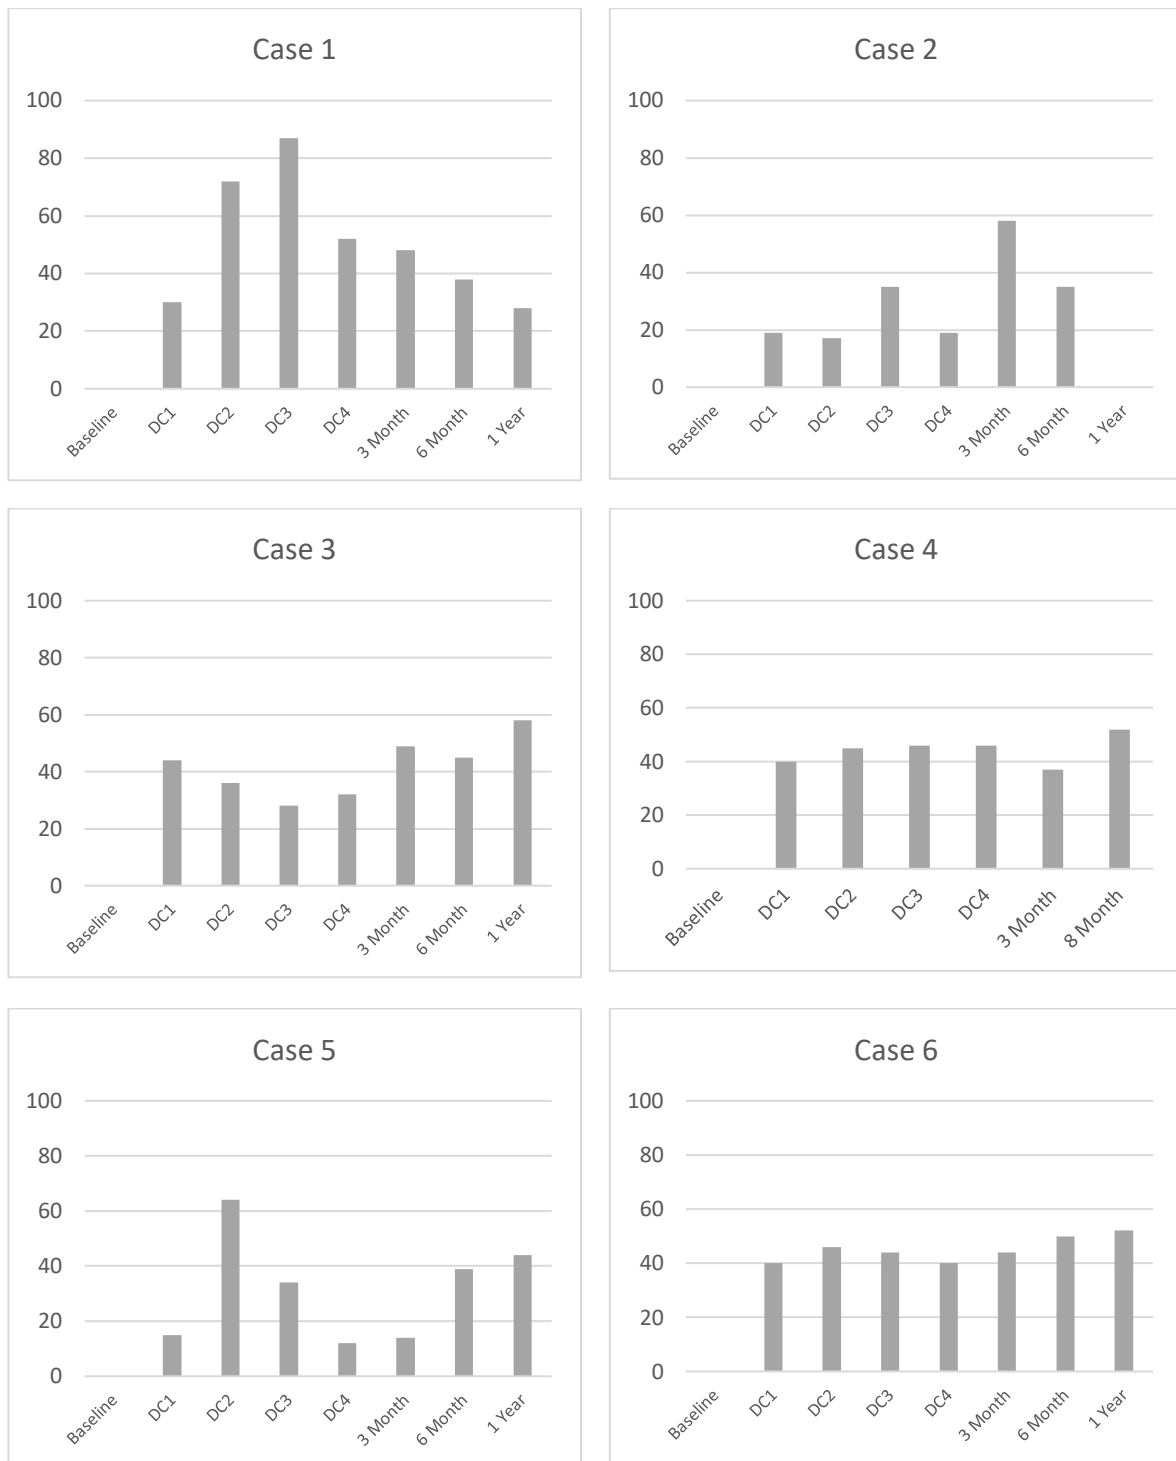 Case 1
100
80
60
40
20
0
Baseline
DC1
DC2
DC3
DC4
3 Month
6 Month
1 Year
Case 2
100
80
60
40
20
0
Baseline
DC1
DC2
DC3
DC4
3 Month
6 Month
1 Year
Case 3
100
80
60
40
20
0
Baseline
DC1
DC2
DC3
DC4
3 Month
6 Month
1 Year
Case 4
100
80
60
40
20
0
Baseline
DC1
DC2
DC3
DC4
3 Month
8 Month
Case 5
100
80
60
40
20
0
Baseline
DC1
DC2
DC3
DC4
3 Month
6 Month
1 Year
Case 6
100
80
60
40
20
0
Baseline
DC1
DC2
DC3
DC4
3 Month
6 Month
1 Year